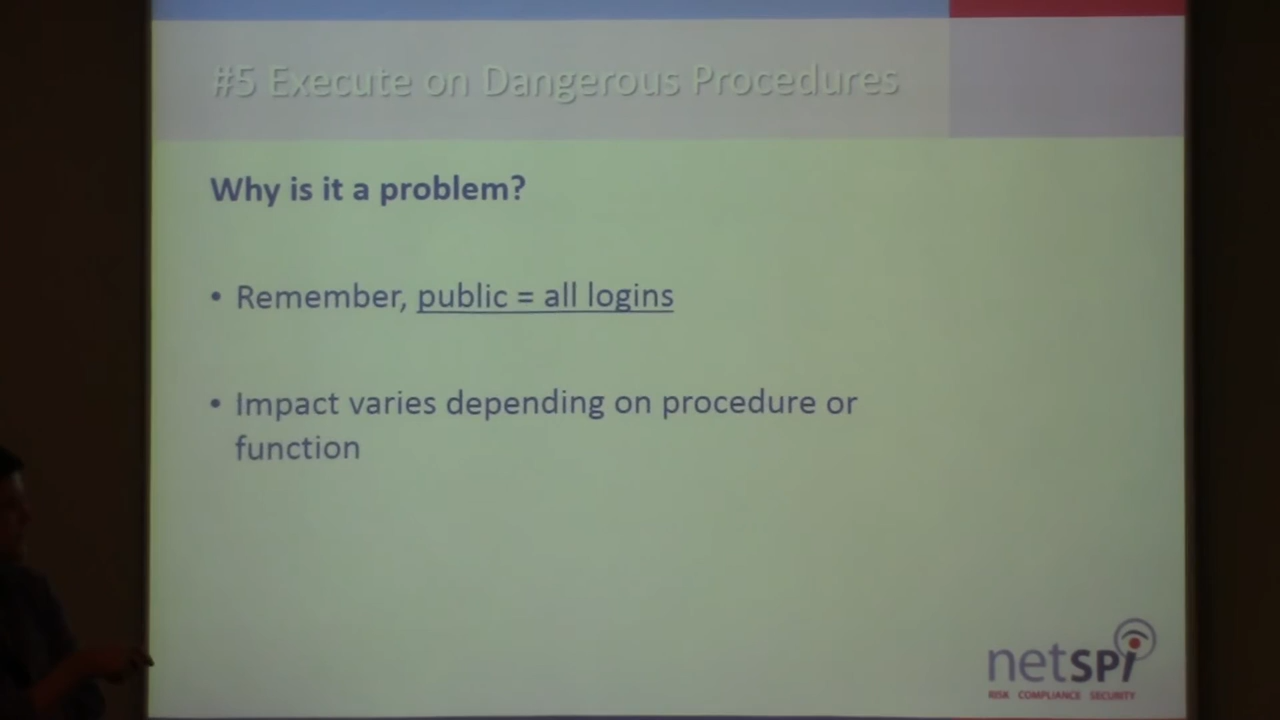 #5 Execute on Dangerous Procedures
Why is it a problem?
• Remember, public = all logins
• Impact varies depending on procedure or
function
netSPi
RISK COMPLIANCE SECURITY